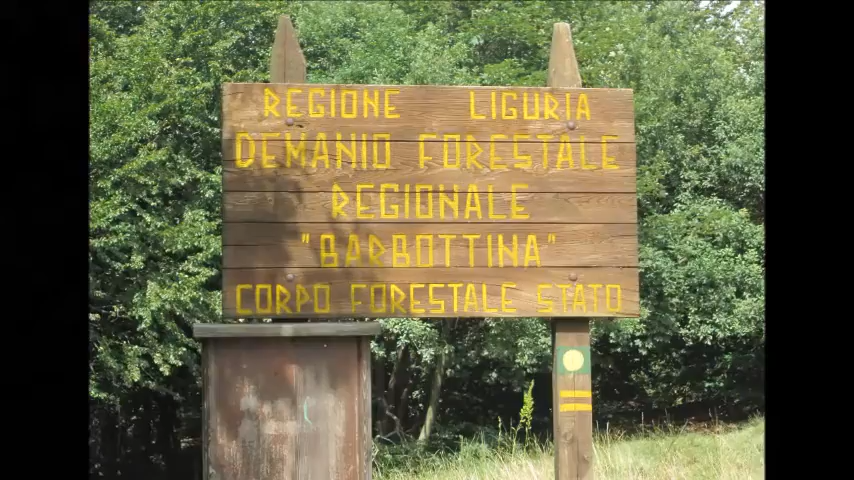 REGIONE LIGURIA
DEMANIO FORESTALE
REGIONALE
"BARBOTTINA"
CORPO FORESTALE STATO